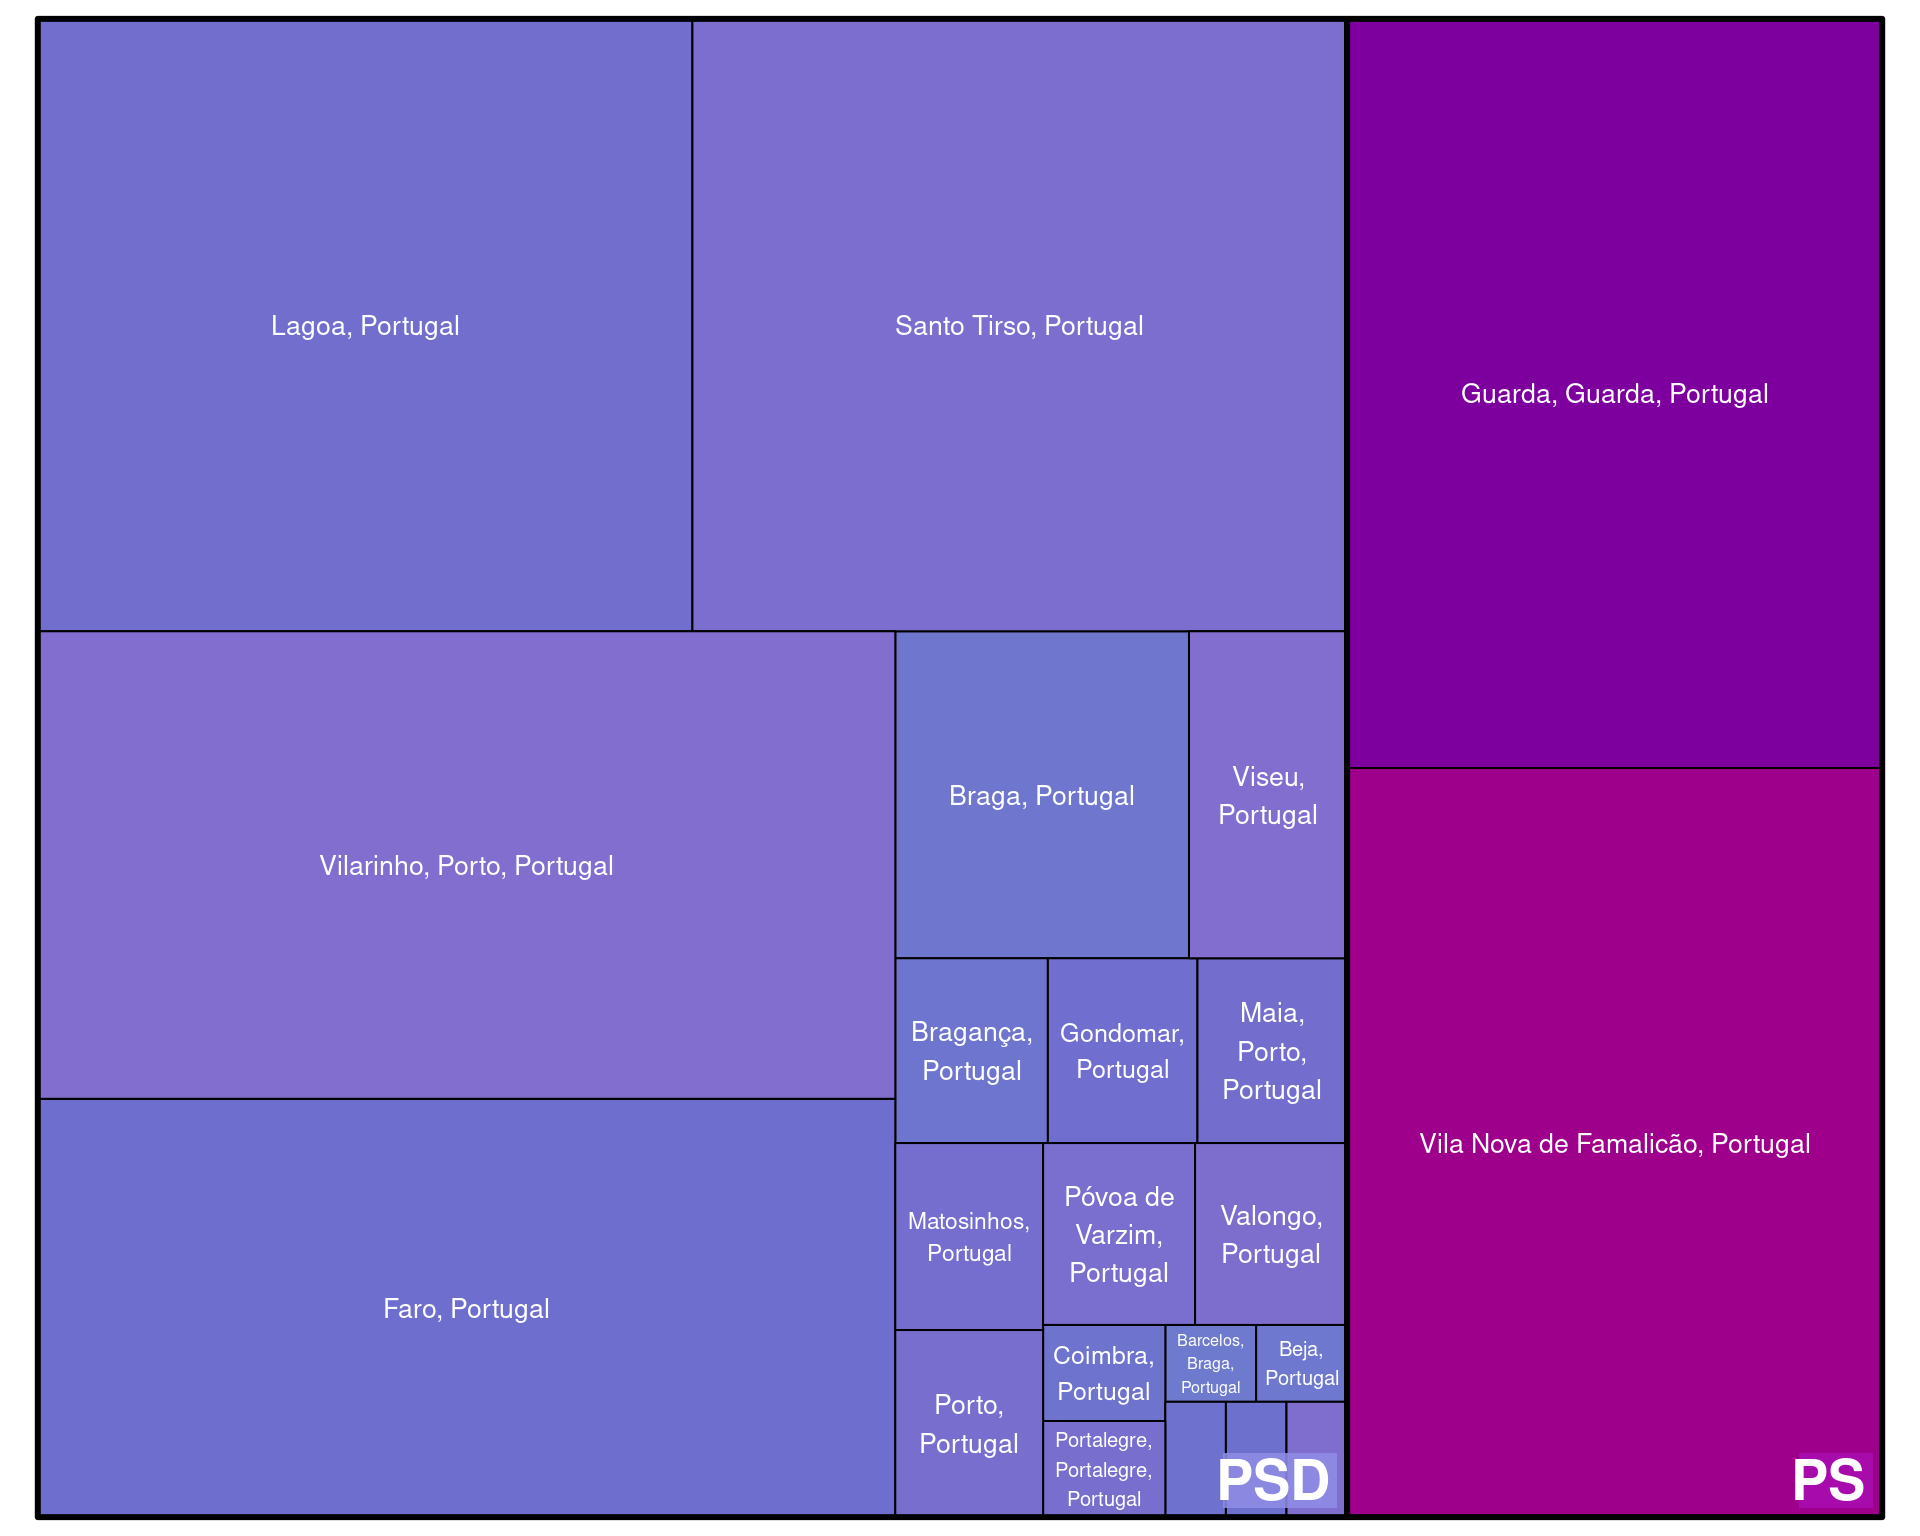 Lagoa, Portugal
Santo Tirso, Portugal
Guarda, Guarda, Portugal
Vilarinho, Porto, Portugal
Braga, Portugal
Viseu,
Portugal
Bragança,
Portugal
Gondomar,
Portugal
Maia,
Porto,
Portugal
Vila Nova de Famalicão, Portugal
Matosinhos,
Portugal
Póvoa de
Varzim,
Portugal
Valongo,
Portugal
Faro, Portugal
Porto,
Portugal
Coimbra,
Portugal
Barcelos,
Braga,
Portugal
Beja,
Portugal
Portalegre,
Portalegre,
Portugal
PSD
PS